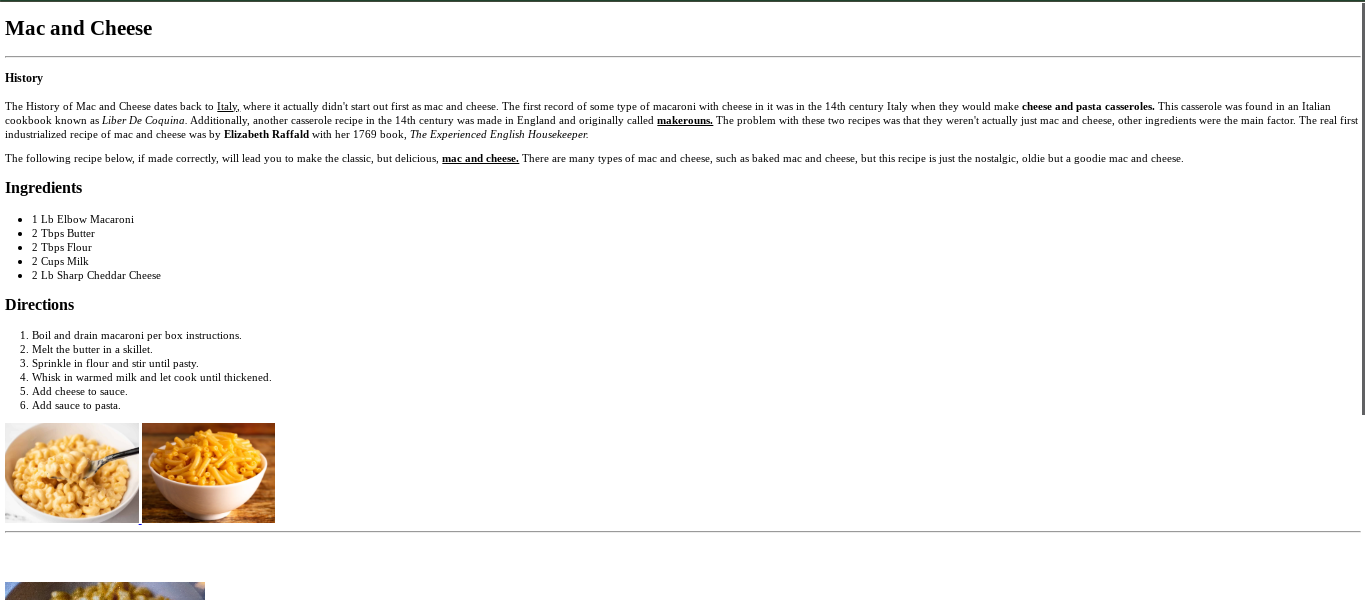 Mac and Cheese
History
The History of Mac and Cheese dates back to Italy, where it actually didn't start out first as mac and cheese. The first record of some type of macaroni with cheese in it was in the 14th century Italy when they would make cheese and pasta casseroles. This casserole was found in an Italian
cookbook known as Liber De Coquina. Additionally, another casserole recipe in the 14th century was made in England and originally called makerouns. The problem with these two recipes was that they weren't actually just mac and cheese, other ingredients were the main factor. The real first
industrialized recipe of mac and cheese was by Elizabeth Raffald with her 1769 book, The Experienced English Housekeeper.
The following recipe below, if made correctly, will lead you to make the classic, but delicious, mac and cheese. There are many types of mac and cheese, such as baked mac and cheese, but this recipe is just the nostalgic, oldie but a goodie mac and cheese.
Ingredients
• 1 Lb Elbow Macaroni
• 2 Tbps Butter
• 2 Tbps Flour
• 2 Cups Milk
• 2 Lb Sharp Cheddar Cheese
Directions
1. Boil and drain macaroni per box instructions.
2. Melt the butter in a skillet.
3. Sprinkle in flour and stir until pasty.
4. Whisk in warmed milk and let cook until thickened.
5. Add cheese to sauce.
6. Add sauce to pasta.